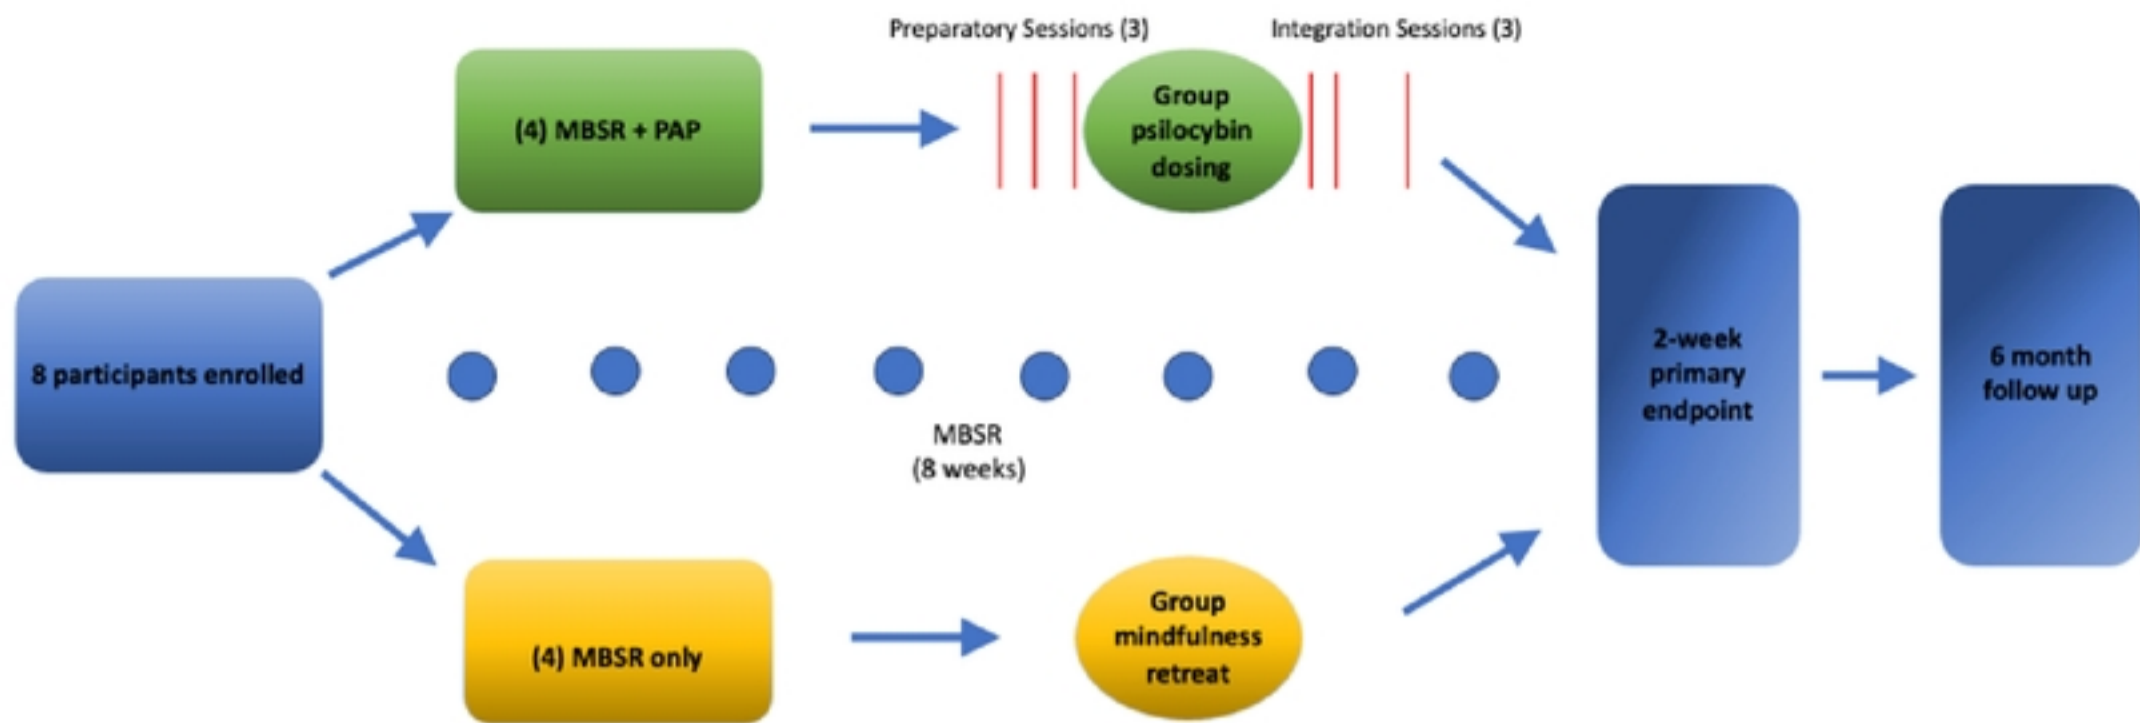 Preparatory Sessions (3)
Integration Sessions (3)
(4) MBSR + PAP
Group
psilocybin
dosing
8 participants enrolled
MBSR
(8 weeks)
2-week
primary
endpoint
6 month
follow up
(4) MBSR only
Group
mindfulness
retreat